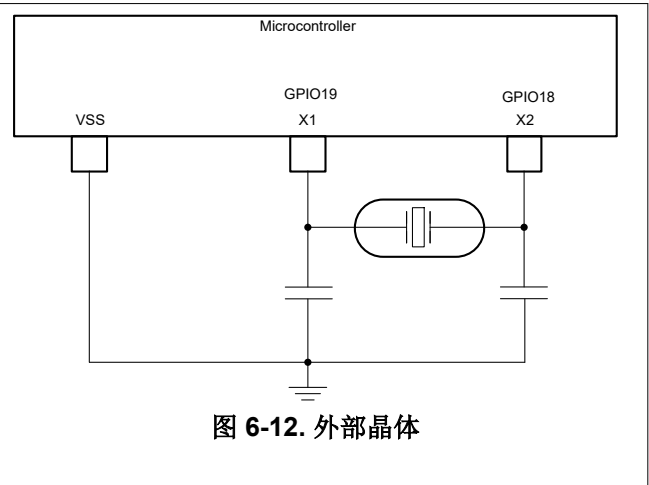 Microcontroller
GPIO19
GPIO18
VSS
X1
X2
图 6-12. 外部晶体